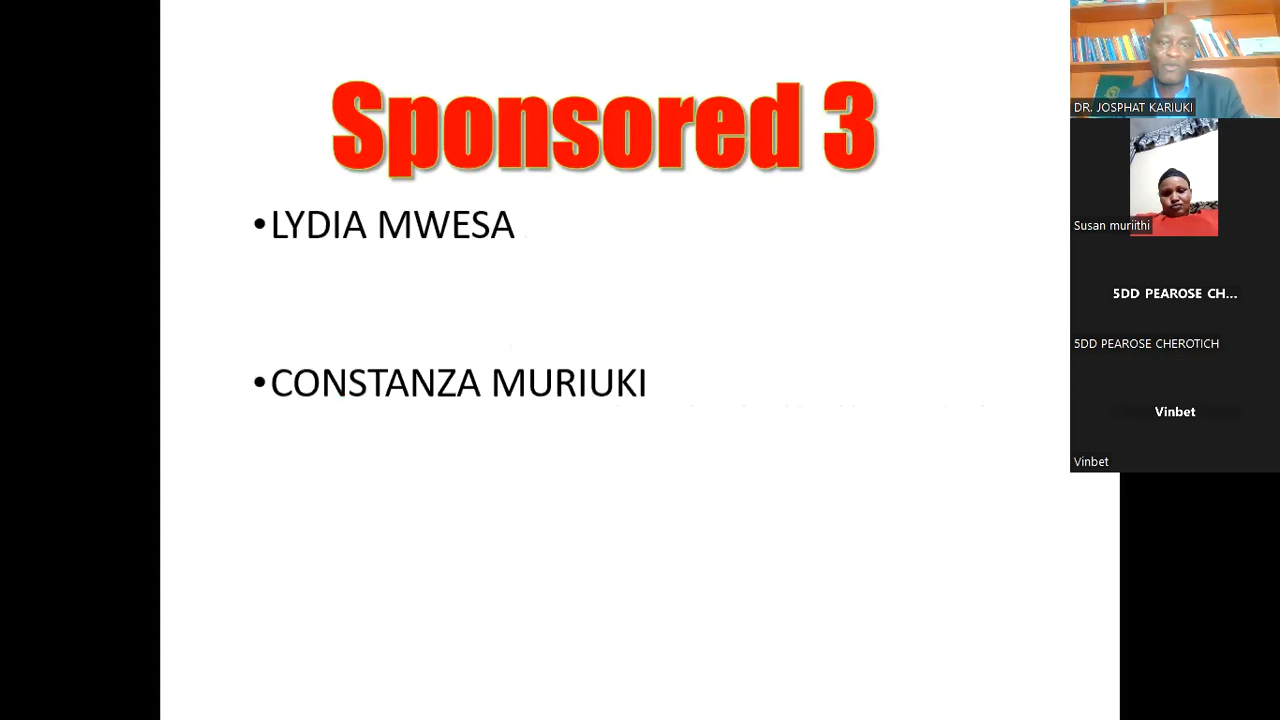 Sponsored 3
•LYDIA MWESA
•CONSTANZA MURIUKI
DR. JOSPHAT KARIUKI
Susan muriithi
5DD PEAROSE CH...
5DD PEAROSE CHEROTICH
Vinbet
Vinbet